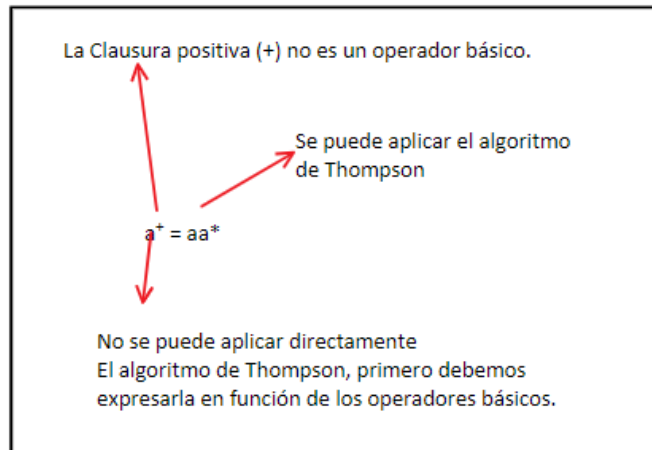 La Clausura positiva (+) no es un operador básico.
Se puede aplicar el algoritmo
de Thompson
a⁺ = aa*
No se puede aplicar directamente
El algoritmo de Thompson, primero debemos
expresarla en función de los operadores básicos.